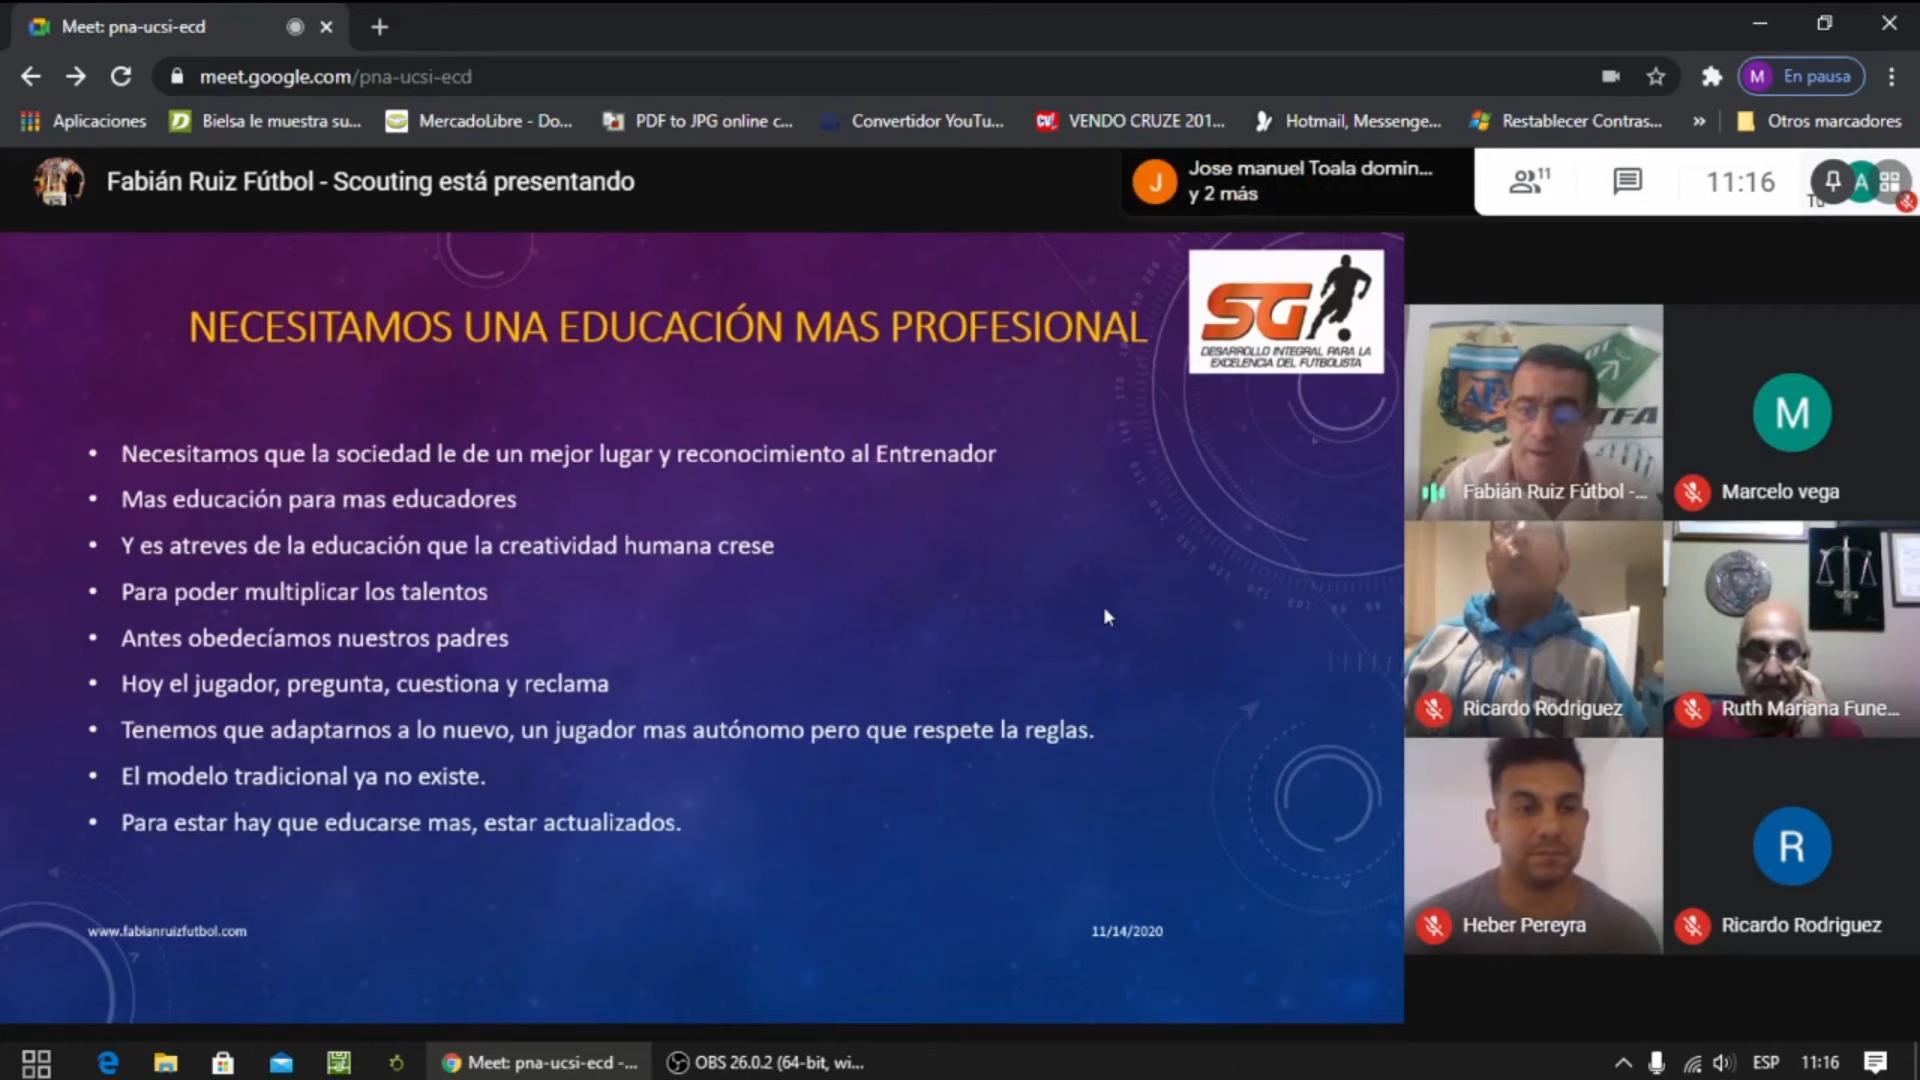 Meet: pna-ucsi-ecd
meet.google.com/pna-ucsi-ecd
M En pausa
Aplicaciones
Bielsa le muestra su...
MercadoLibre - Do...
PDF to JPG online c...
Convertidor YouTu...
VENDO CRUZE 201...
Hotmail, Messenge...
Restablecer Contras...
»
Otros marcadores
Fabián Ruiz Fútbol - Scouting está presentando
J
Jose manuel Toala domin...
y 2 más
11
11:16
A
NECESITAMOS UNA EDUCACIÓN MAS PROFESIONAL
SG
DESARROLLO INTEGRAL PARA LA
EXCELENCIA DEL FUTBOLISTA
• Necesitamos que la sociedad le de un mejor lugar y reconocimiento al Entrenador
• Mas educación para mas educadores
• Y es atreves de la educación que la creatividad humana crese
• Para poder multiplicar los talentos
• Antes obedecíamos nuestros padres
• Hoy el jugador, pregunta, cuestiona y reclama
• Tenemos que adaptarnos a lo nuevo, un jugador mas autónomo pero que respete la reglas.
• El modelo tradicional ya no existe.
• Para estar hay que educarse mas, estar actualizados.
www.fabianruizfutbol.com
11/14/2020
AFA
Fabián Ruiz Fútbol -...
M
Marcelo vega
Ricardo Rodriguez
Ruth Mariana Fune...
Heber Pereyra
R
Ricardo Rodriguez
Meet: pna-ucsi-ecd -...
OBS 26.0.2 (64-bit, wi...
ESP
11:16